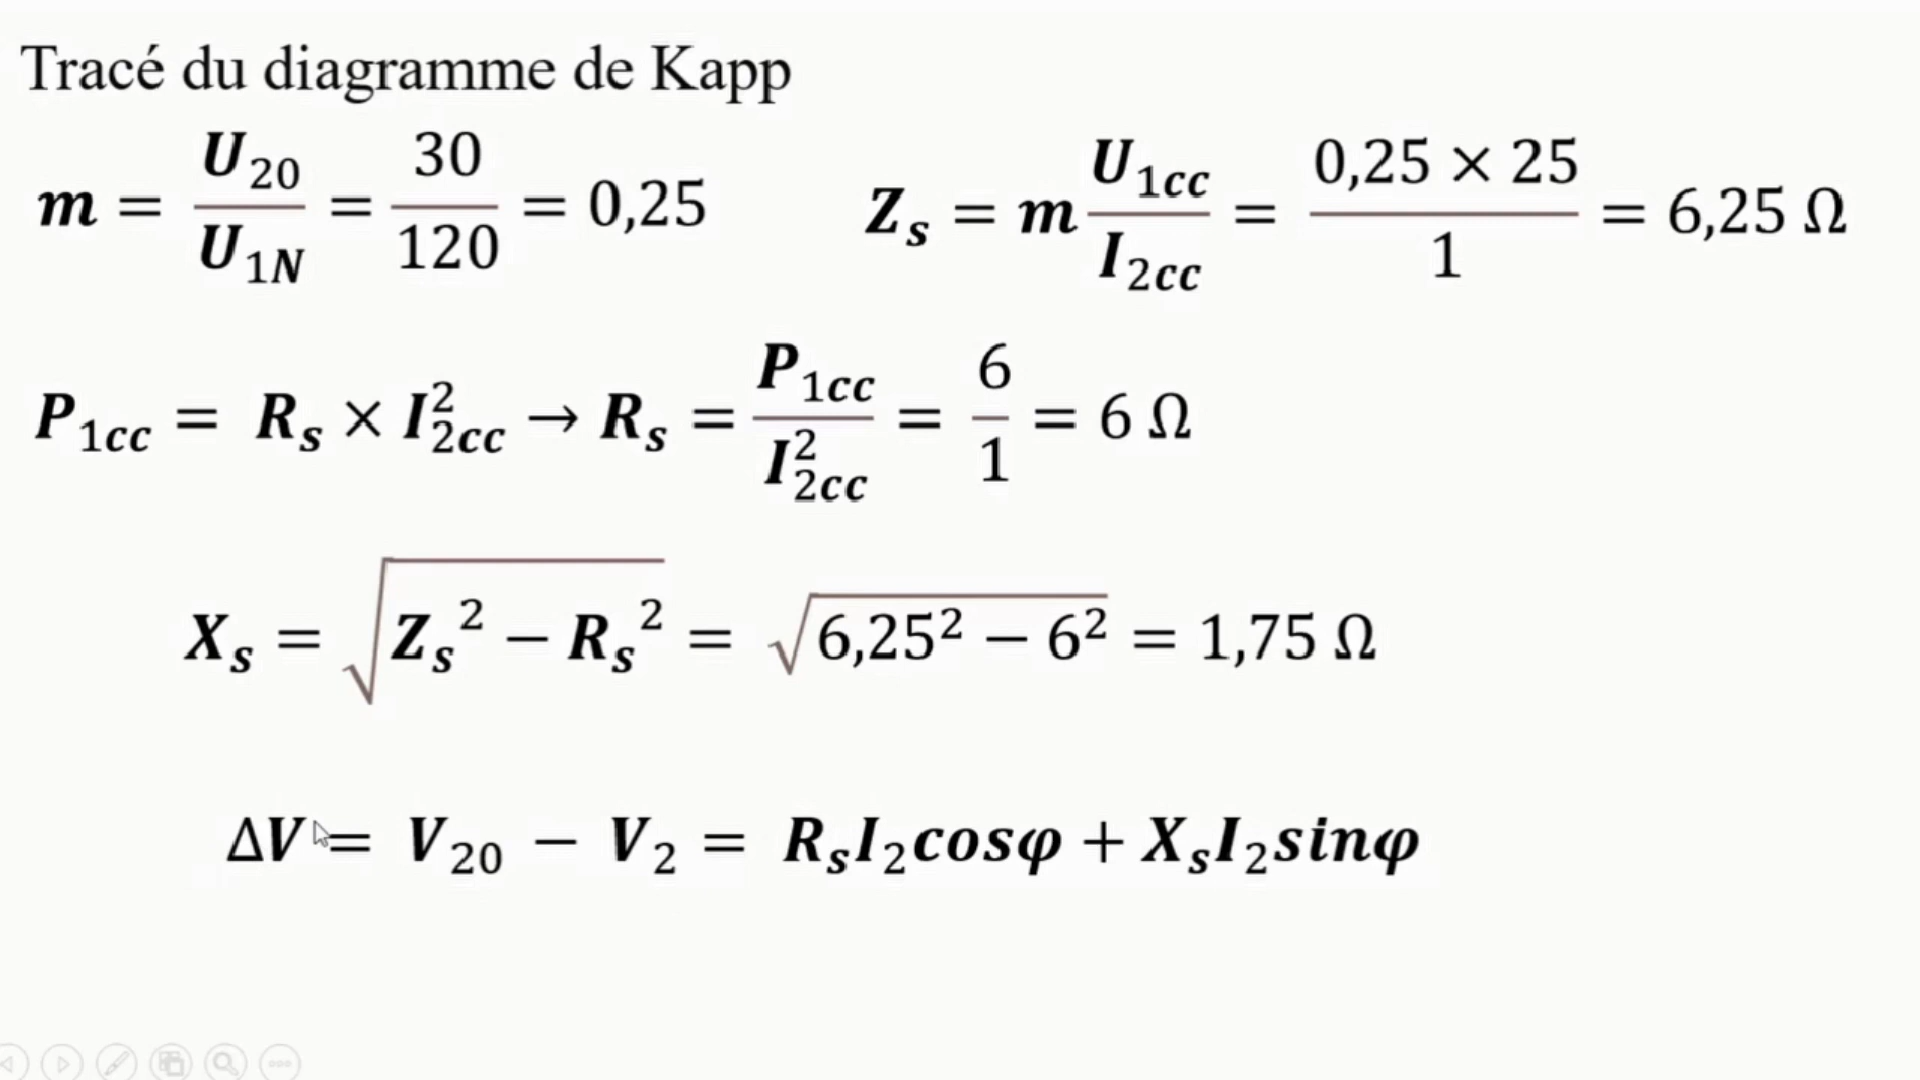 Tracé du diagramme de Kapp
m = U₂₀/U₁N = 30/120 = 0,25
Zs = m U₁cc/I₂cc = 0,25 × 25/1 = 6,25 Ω
P₁cc = Rs × I²₂cc → Rs = P₁cc/I²₂cc = 6/1 = 6 Ω
Xs = √(Zs² − Rs²) = √(6,25² − 6²) = 1,75 Ω
ΔV = V₂₀ − V₂ = RsI₂cosφ + XsI₂sinφ